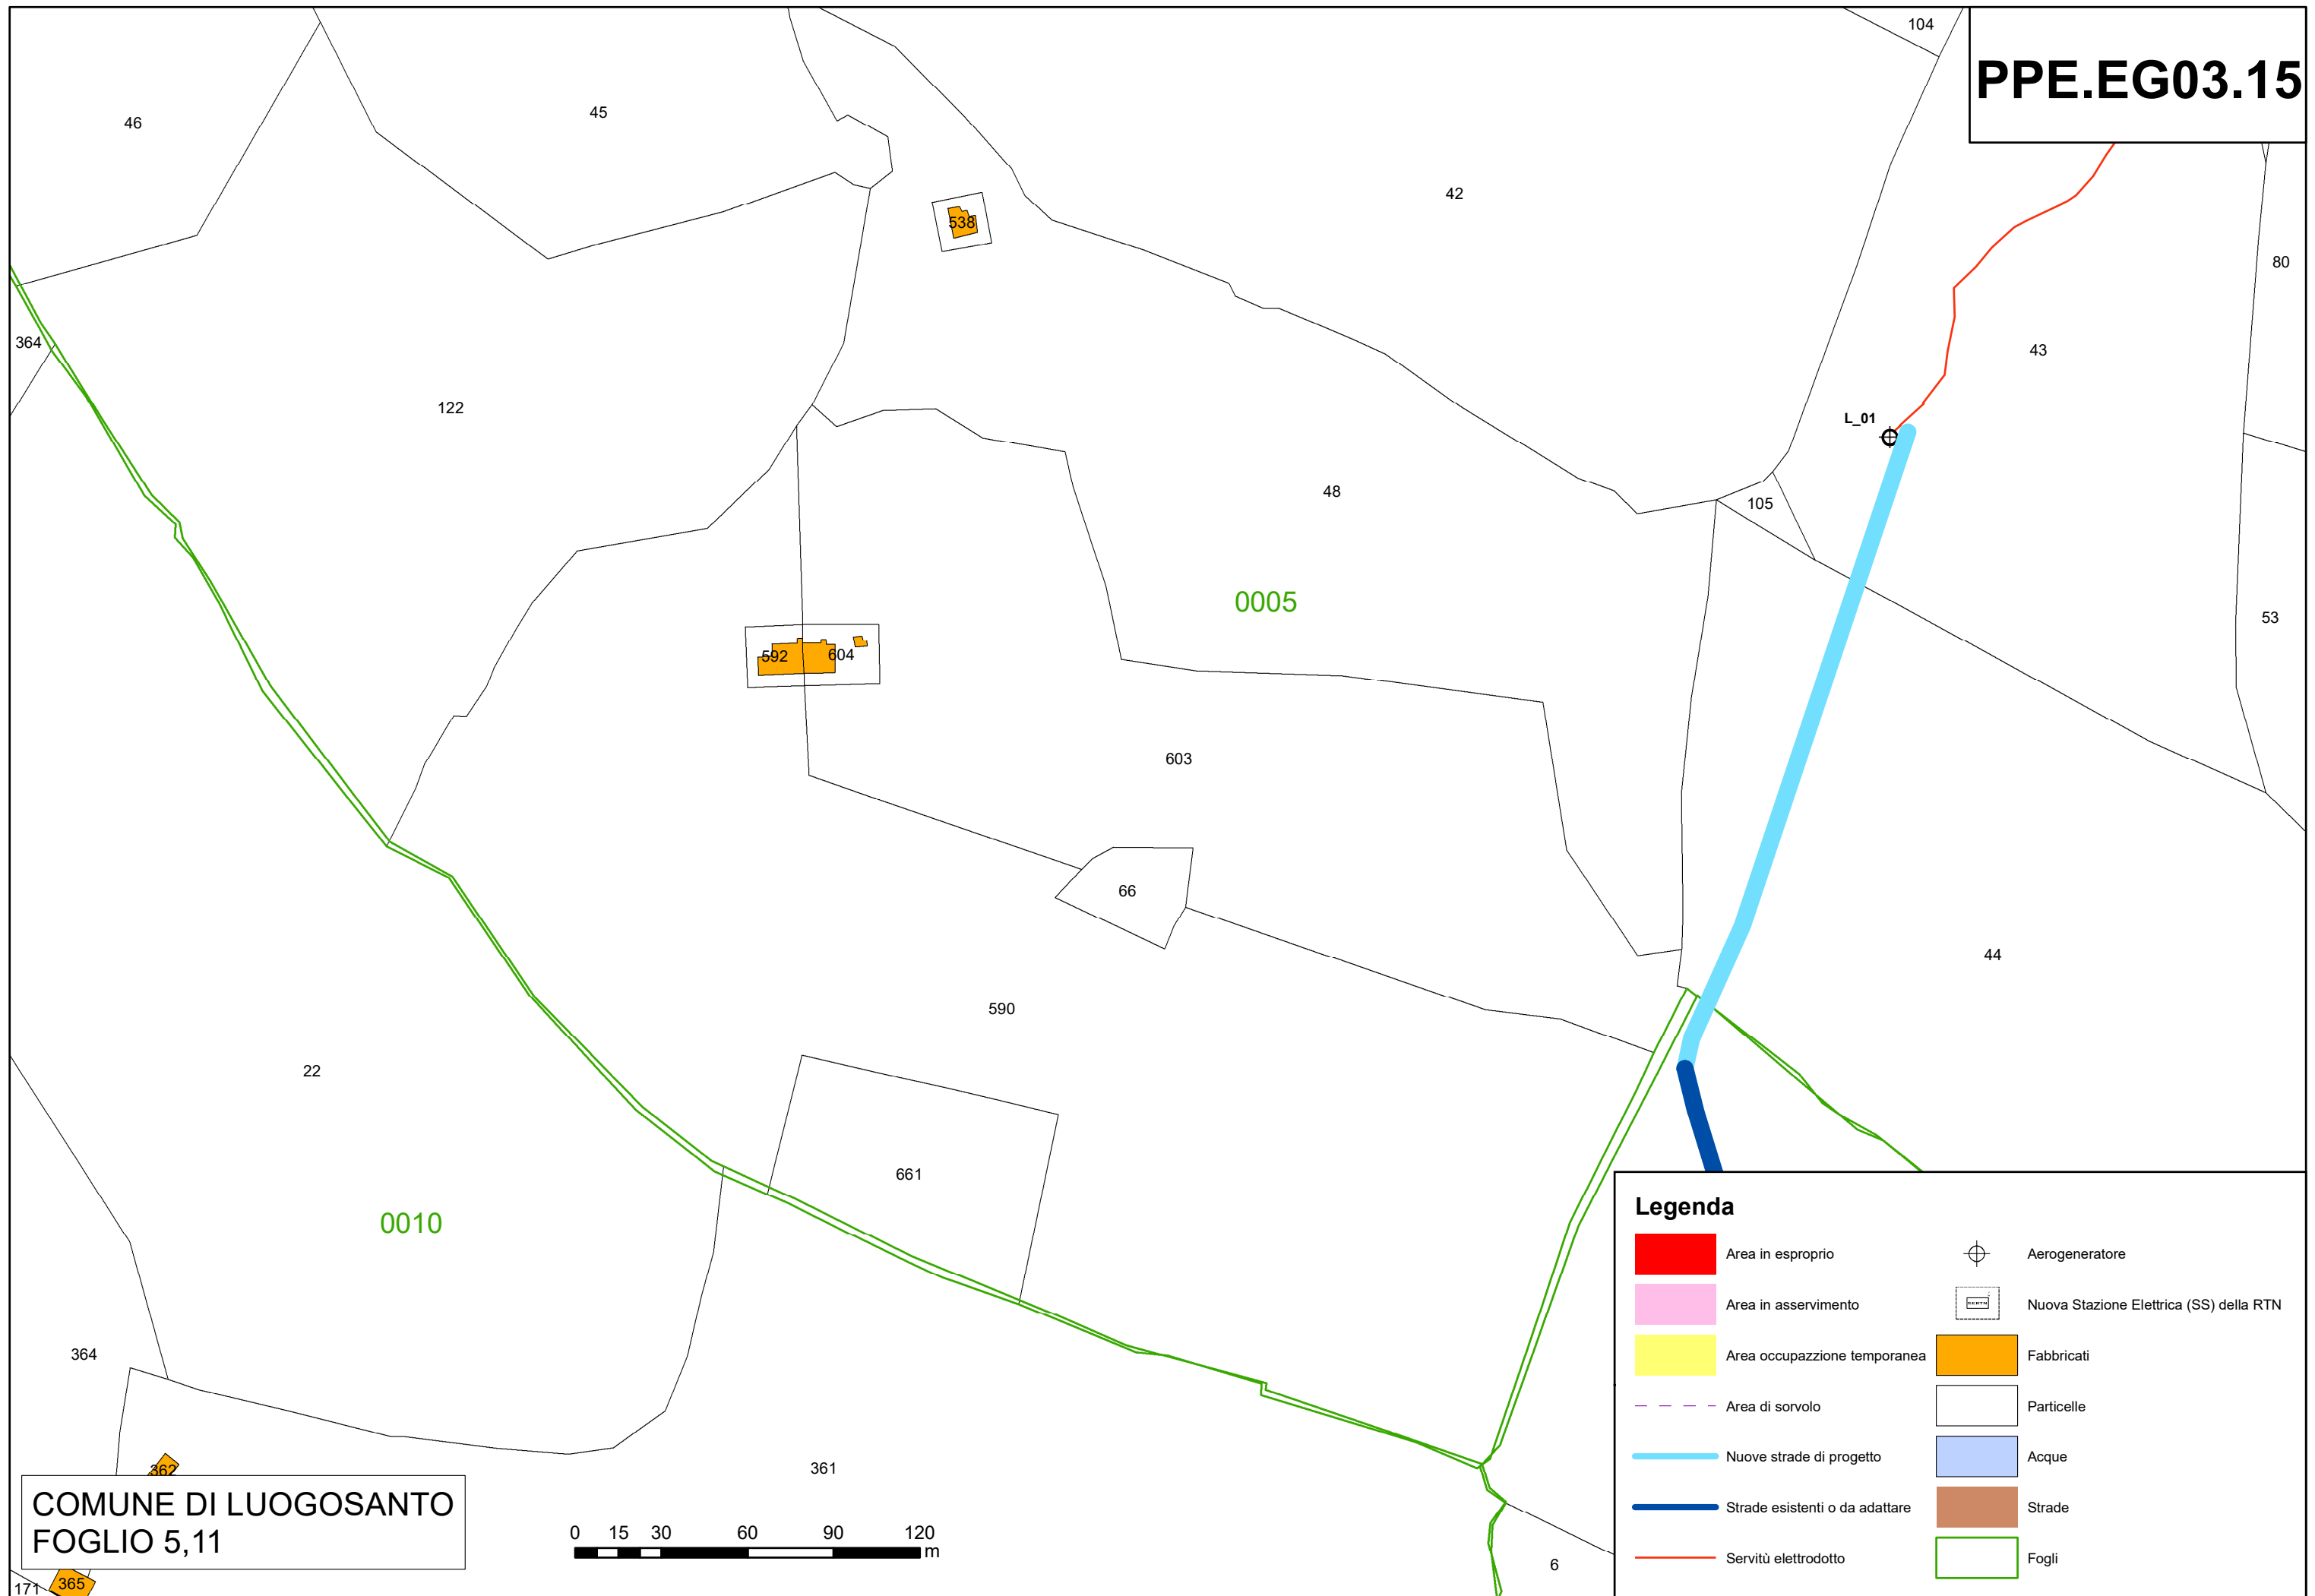 104
PPE.EG03.15
46
45
42
538
80
364
43
122
L_01
48
105
0005
53
592
604
603
66
44
590
22
661
0010
364
362
361
COMUNE DI LUOGOSANTO
FOGLIO 5,11
0 15 30 60 90 120
m
171
365
6
Legenda
Area in esproprio
Area in asservimento
Area occupazzione temporanea
Area di sorvolo
Nuove strade di progetto
Strade esistenti o da adattare
Servitù elettrodotto
Aerogeneratore
Nuova Stazione Elettrica (SS) della RTN
Fabbricati
Particelle
Acque
Strade
Fogli